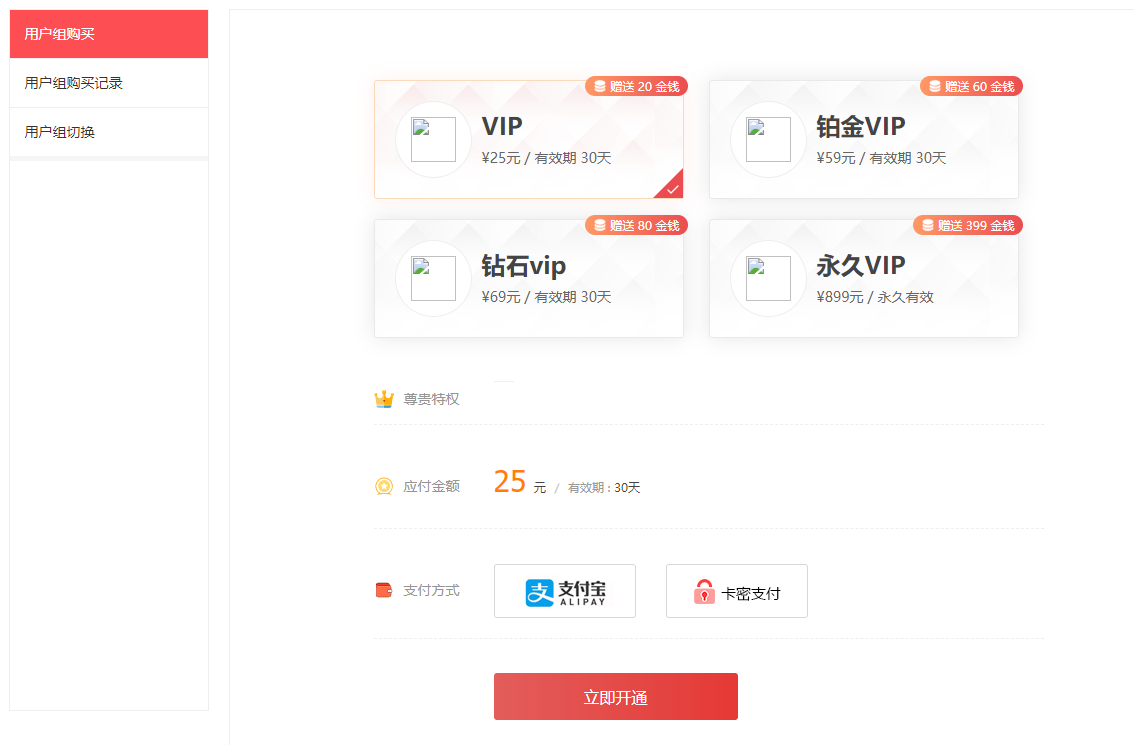 用户组购买
用户组购买记录
用户组切换
赠送 20 金钱
VIP
¥25元 / 有效期 30天
赠送 60 金钱
铂金VIP
¥59元 / 有效期 30天
赠送 80 金钱
钻石vip
¥69元 / 有效期 30天
赠送 399 金钱
永久VIP
¥899元 / 永久有效
尊贵特权
应付金额
25 元 / 有效期 : 30天
支付方式
支付宝
ALIPAY
卡密支付
立即开通